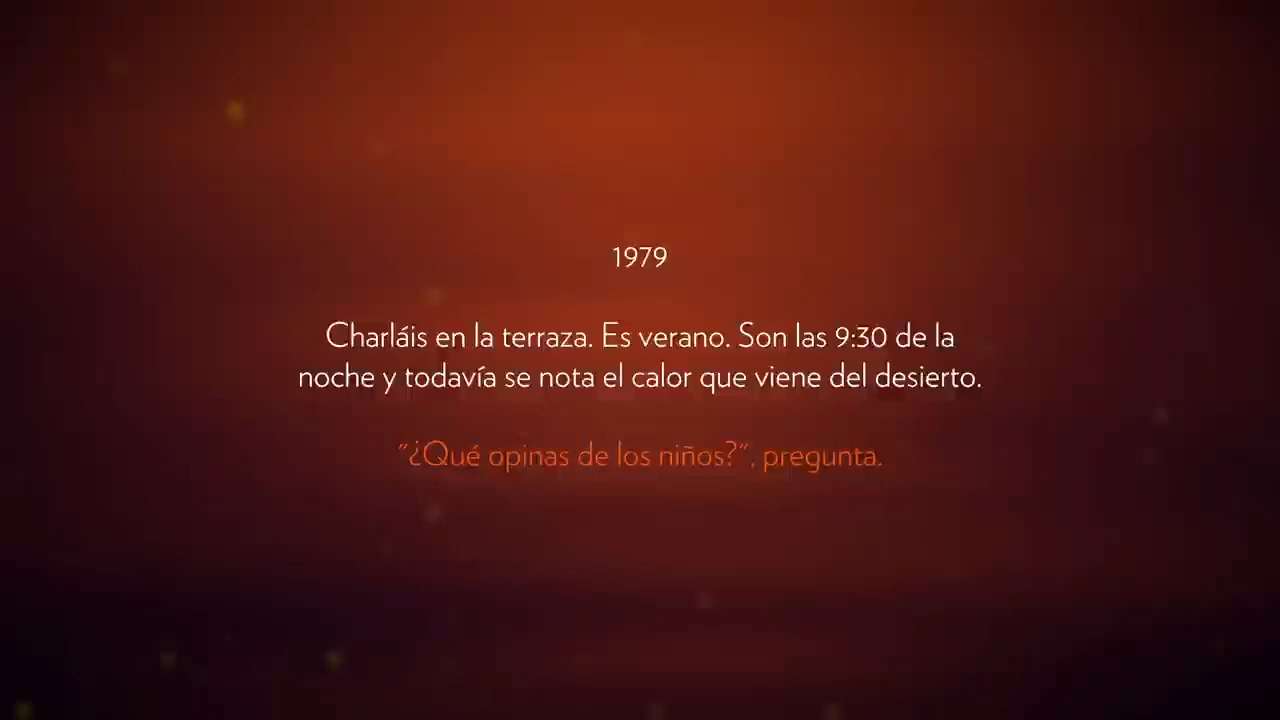 1979
Charláis en la terraza. Es verano. Son las 9:30 de la
noche y todavía se nota el calor que viene del desierto.
"¿Qué opinas de los niños?", pregunta.